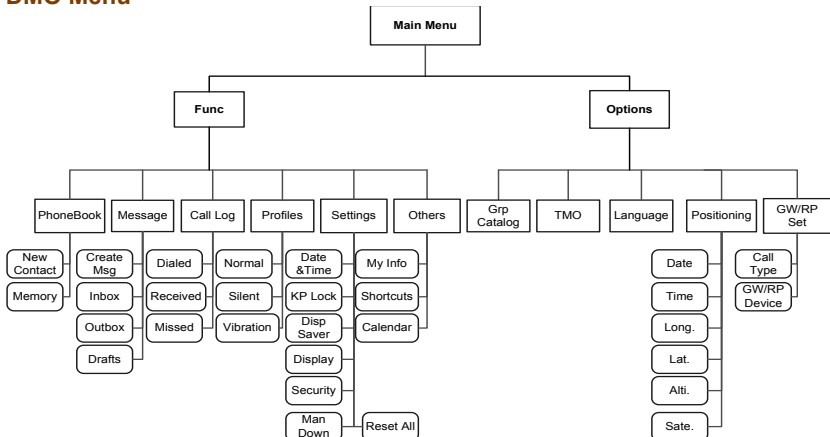 DMO Menu
Main Menu
Func
Options
PhoneBook
Message
Call Log
Profiles
Settings
Others
Grp
Catalog
TMO
Language
Positioning
GW/RP
Set
New
Contact
Memory
Create
Msg
Inbox
Outbox
Drafts
Dialed
Received
Missed
Normal
Silent
Vibration
Date
&Time
KP Lock
Disp
Saver
Display
Security
Man
Down
Reset All
My Info
Shortcuts
Calendar
Date
Time
Long.
Lat.
Alti.
Sate.
Call
Type
GW/RP
Device